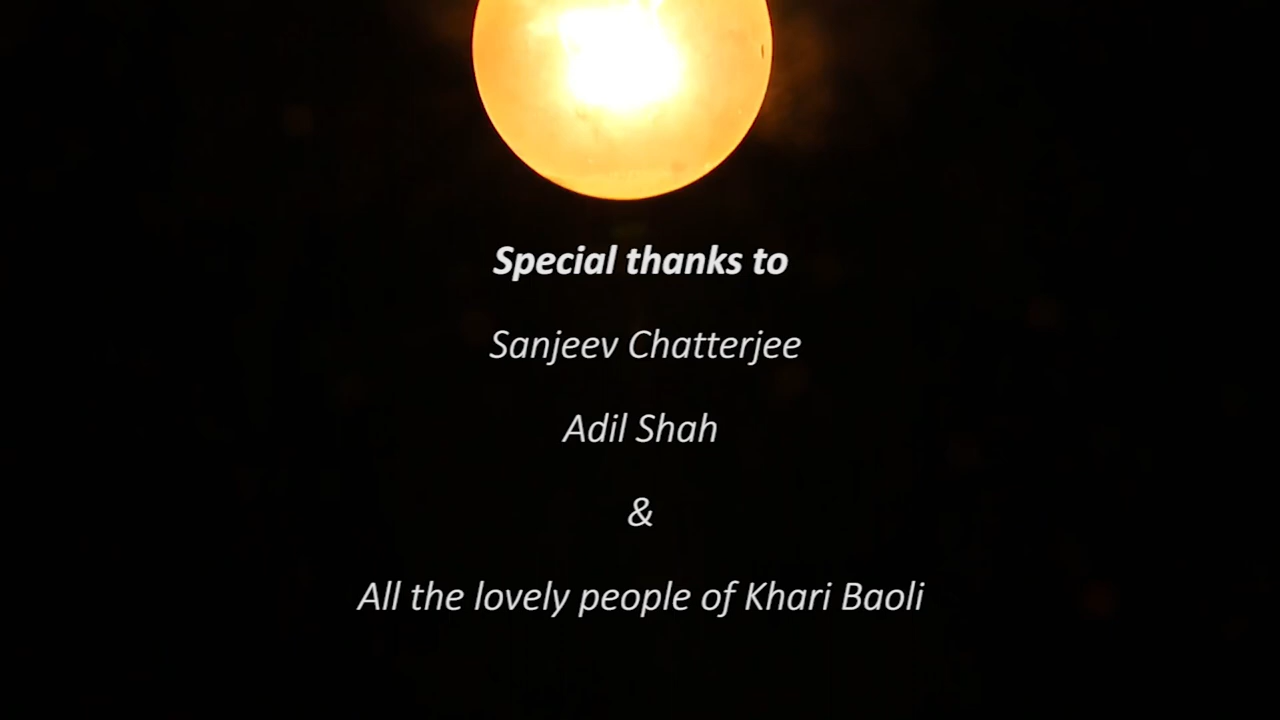 Special thanks to
Sanjeev Chatterjee
Adil Shah
&
All the lovely people of Khari Baoli